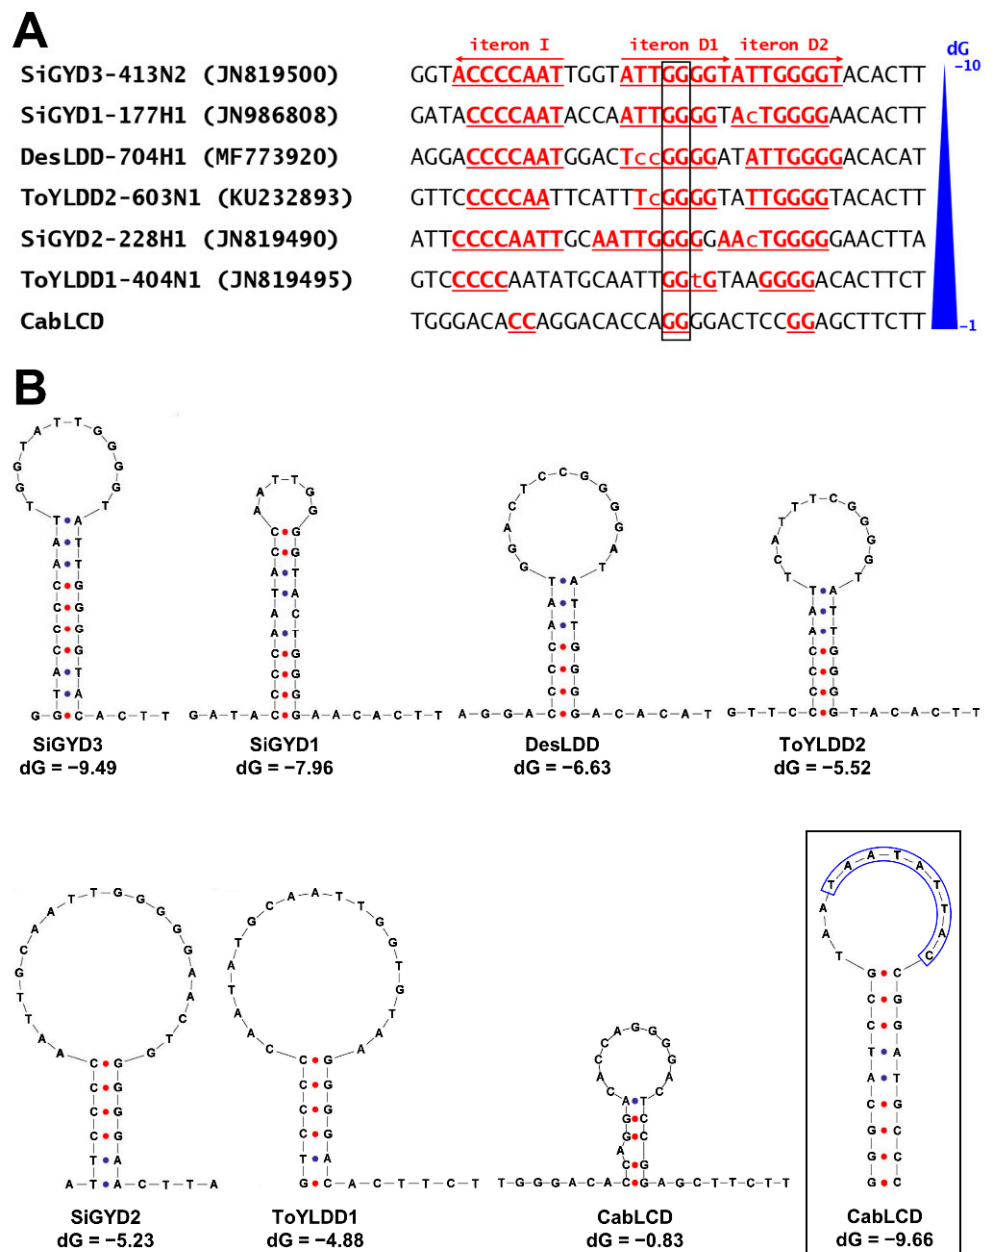 A
iteron I iteron D1 iteron D2
dG
SiGYD3-413N2 (JN819500) GGTACCCCAATTGGTATTGGGGTATTGGGGTACACTT -10
SiGYD1-177H1 (JN986808) GATACCCCAATACCAATTGGGGTACTGGGGAACACTT
DesLDD-704H1 (MF773920) AGGACCCCAATGGACTccGGGGATATTGGGGACACAT
ToYLDD2-603N1 (KU232893) GTTCCCCCAATTCATTTcGGGGTATTGGGGTACACTT
SiGYD2-228H1 (JN819490) ATTCCCCAATTGCAATTGGGGGAAcTGGGGGAACTTA
ToYLDD1-404N1 (JN819495) GTCCCCCAATATGCAATTGGtGTAAGGGGACACTTCT
CabLCD TGGGACACCAGGACACCAGGGGACTCCGGAGCTTCTT -1
B
SiGYD3 SiGYD1 DesLDD ToYLDD2
dG = −9.49 dG = −7.96 dG = −6.63 dG = −5.52
SiGYD2 ToYLDD1 CabLCD CabLCD
dG = −5.23 dG = −4.88 dG = −0.83 dG = −9.66